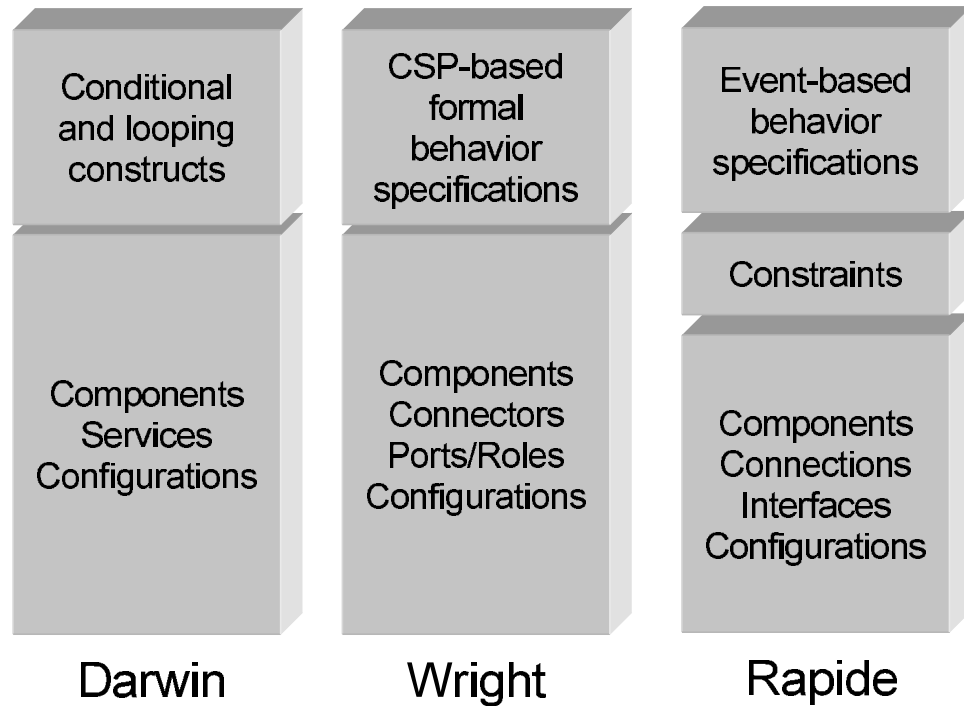 Conditional
and looping
constructs
Components
Services
Configurations
Darwin
CSP-based
formal
behavior
specifications
Components
Connectors
Ports/Roles
Configurations
Wright
Event-based
behavior
specifications
Constraints
Components
Connections
Interfaces
Configurations
Rapide